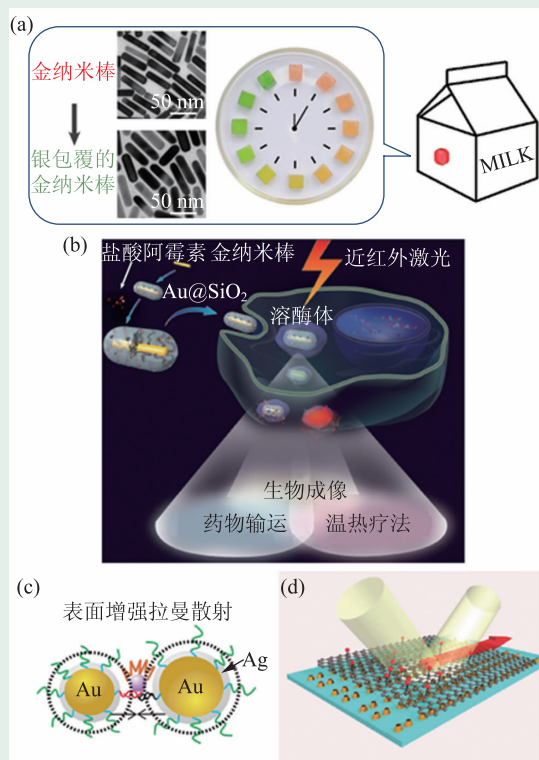 (a)
金纳米棒
50 nm
银包覆的
金纳米棒
50 nm
MILK
(b)
盐酸阿霉素 金纳米棒
近红外激光
Au@SiO₂
溶酶体
生物成像
药物输运
温热疗法
(c)
表面增强拉曼散射
Ag
Au
Au
(d)